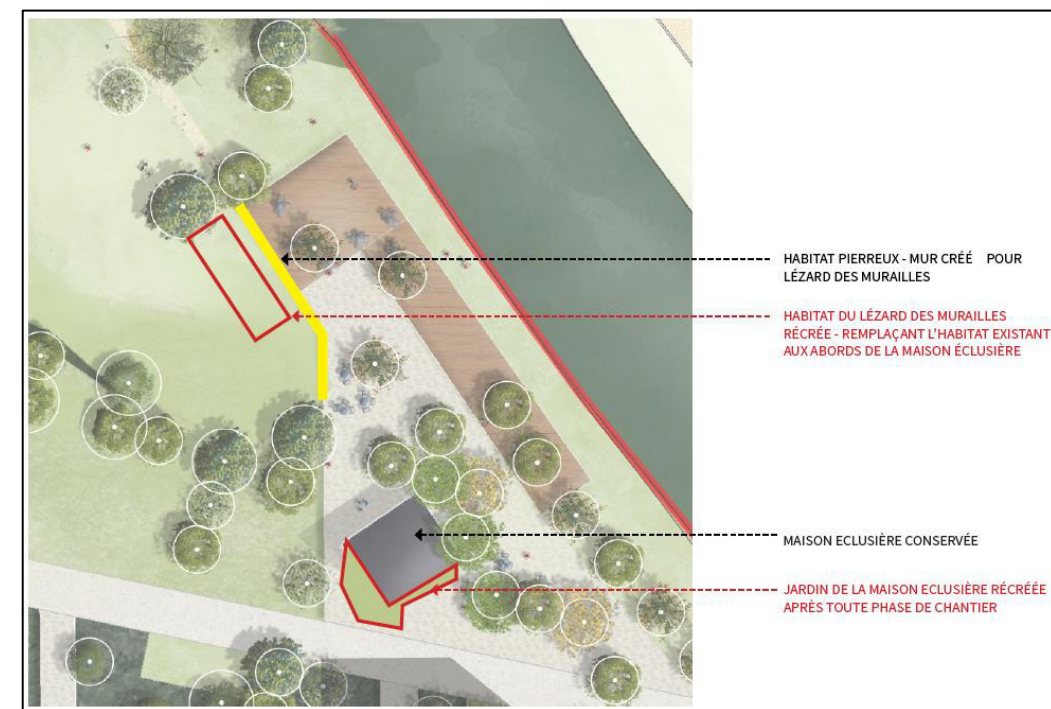 HABITAT PIERREUX - MUR CRÉÉ POUR
LÉZARD DES MURAILLES
HABITAT DU LÉZARD DES MURAILLES
RÉCRÉE - REMPLAÇANT L'HABITAT EXISTANT
AUX ABORDS DE LA MAISON ÉCLUSIÈRE
MAISON ECLUSIÈRE CONSERVÉE
JARDIN DE LA MAISON ECLUSIÈRE RÉCRÉÉE
APRÈS TOUTE PHASE DE CHANTIER